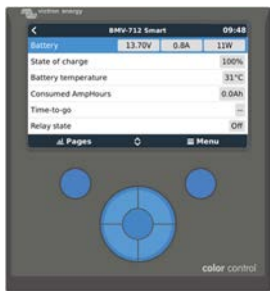 victron energy
BMV-712 Smart 09:48
Battery 13.70V 0.8A 11W
State of charge 100%
Battery temperature 31°C
Consumed AmpHours 0.0Ah
Time-to-go --
Relay state Off
Pages Menu
color control